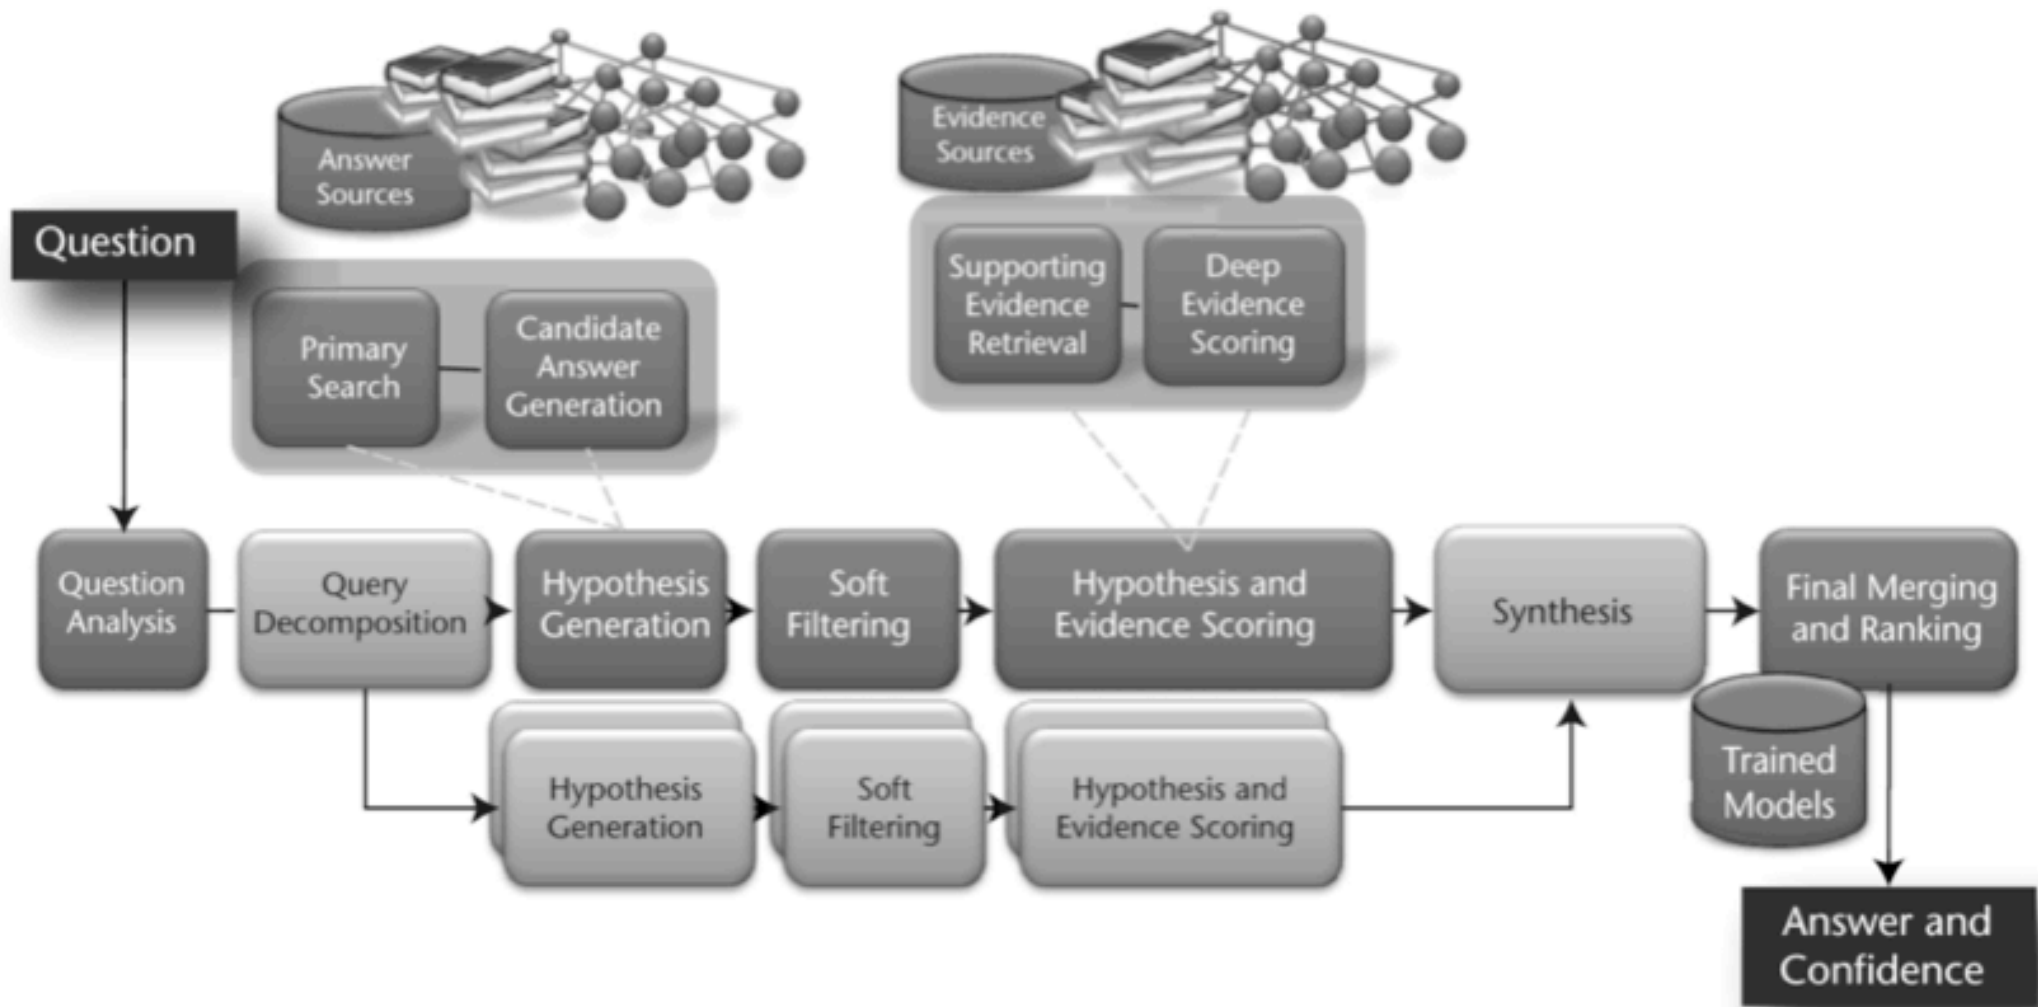 Answer
Sources
Evidence
Sources
Question
Primary
Search
Candidate
Answer
Generation
Supporting
Evidence
Retrieval
Deep
Evidence
Scoring
Question
Analysis
Query
Decomposition
Hypothesis
Generation
Soft
Filtering
Hypothesis and
Evidence Scoring
Synthesis
Final Merging
and Ranking
Hypothesis
Generation
Soft
Filtering
Hypothesis and
Evidence Scoring
Trained
Models
Answer and
Confidence